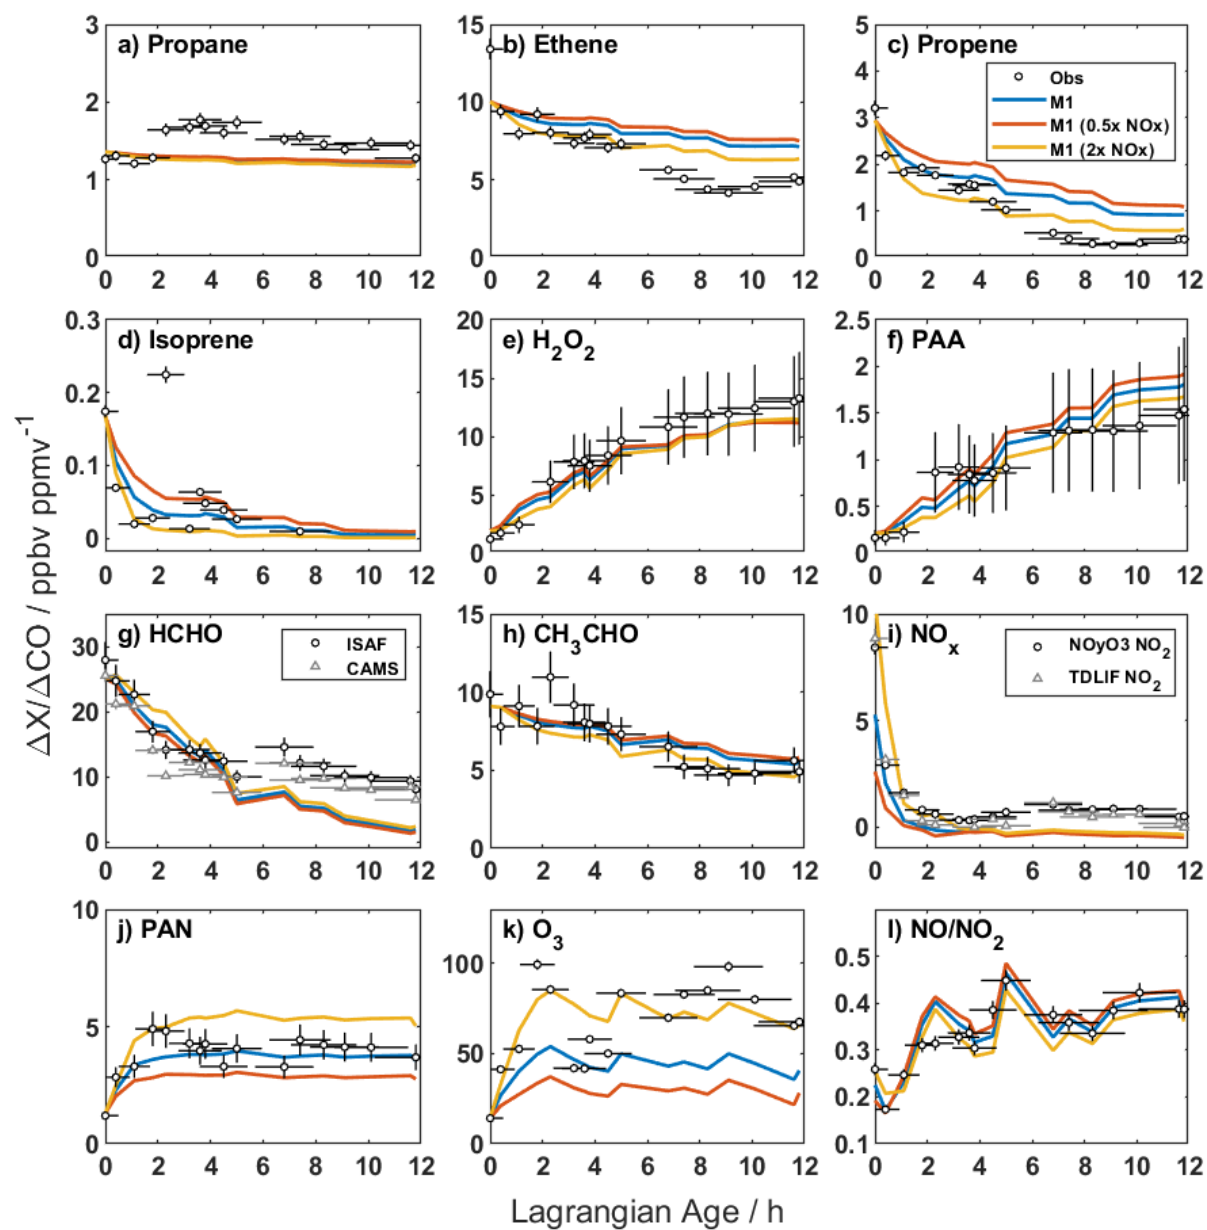 a) Propane
3
2
1
0
0 2 4 6 8 10 12
b) Ethene
15
10
5
0
0 2 4 6 8 10 12
c) Propene
Obs
M1
M1 (0.5x NOx)
M1 (2x NOx)
5
4
3
2
1
0
0 2 4 6 8 10 12
d) Isoprene
0.3
0.2
0.1
0
0 2 4 6 8 10 12
e) H2O2
20
15
10
5
0
0 2 4 6 8 10 12
f) PAA
2.5
2
1.5
1
0.5
0
0 2 4 6 8 10 12
ΔX/ΔCO / ppbv ppmv-1
g) HCHO
ISAF
CAMS
30
20
10
0
0 2 4 6 8 10 12
h) CH3CHO
15
10
5
0
0 2 4 6 8 10 12
i) NOx
NOyO3 NO2
TDLIF NO2
10
5
0
0 2 4 6 8 10 12
j) PAN
10
5
0
0 2 4 6 8 10 12
k) O3
100
50
0
0 2 4 6 8 10 12
l) NO/NO2
0.5
0.4
0.3
0.2
0.1
0 2 4 6 8 10 12
Lagrangian Age / h